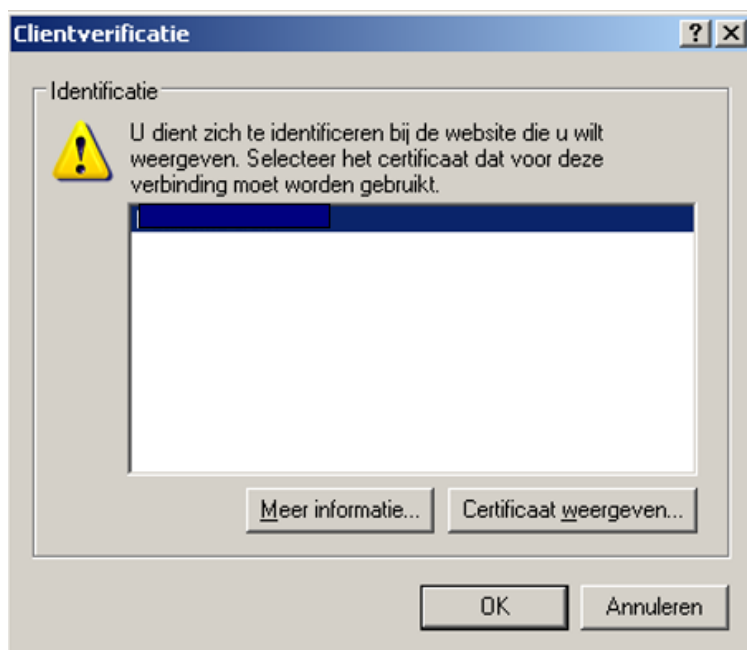 Clientverificatie
Identificatie
U dient zich te identificeren bij de website die u wilt
weergeven. Selecteer het certificaat dat voor deze
verbinding moet worden gebruikt.
Meer informatie...
Certificaat weergeven...
OK
Annuleren